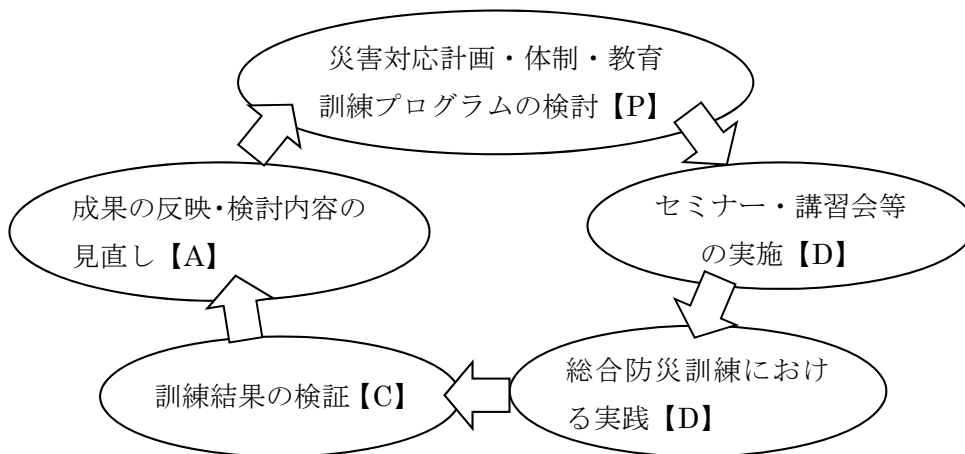 災害対応計画・体制・教育
訓練プログラムの検討【P】
セミナー・講習会等
の実施【D】
総合防災訓練におけ
る実践【D】
訓練結果の検証【C】
成果の反映・検討内容の
見直し【A】